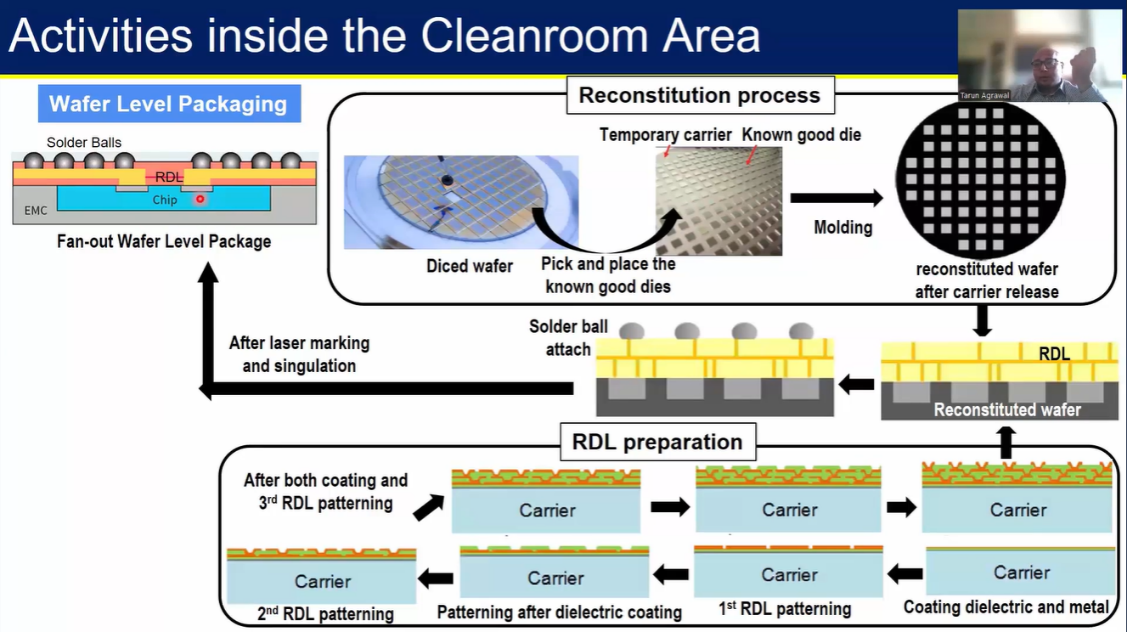 Activities inside the Cleanroom Area
Tarun Agrawal
Wafer Level Packaging
Solder Balls
RDL
Chip
EMC
Fan-out Wafer Level Package
Reconstitution process
Temporary carrier Known good die
Diced wafer
Pick and place the
known good dies
Molding
reconstituted wafer
after carrier release
After laser marking
and singulation
Solder ball
attach
RDL
Reconstituted wafer
RDL preparation
After both coating and
3rd RDL patterning
Carrier
Carrier
Carrier
Carrier
Carrier
Carrier
Carrier
2nd RDL patterning
Patterning after dielectric coating
1st RDL patterning
Coating dielectric and metal